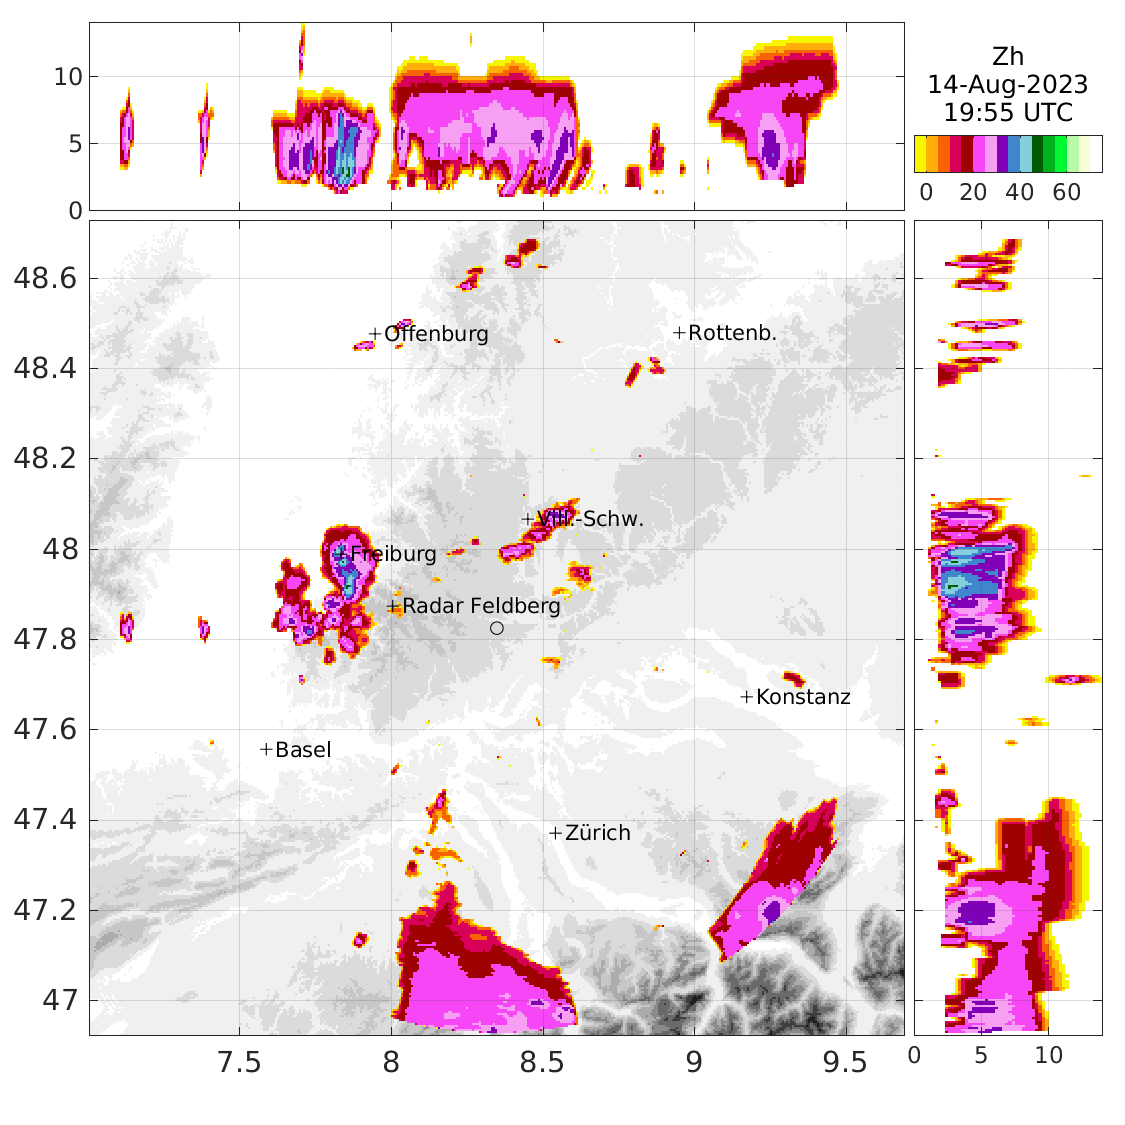 Zh
14-Aug-2023
19:55 UTC
0 20 40 60
10
5
0
48.6
48.4
48.2
48
47.8
47.6
47.4
47.2
47
+Offenburg
+Rottenb.
+Vill.-Schw.
+Freiburg
+Radar Feldberg
+Konstanz
+Basel
+Zürich
7.5 8 8.5 9 9.5
0 5 10